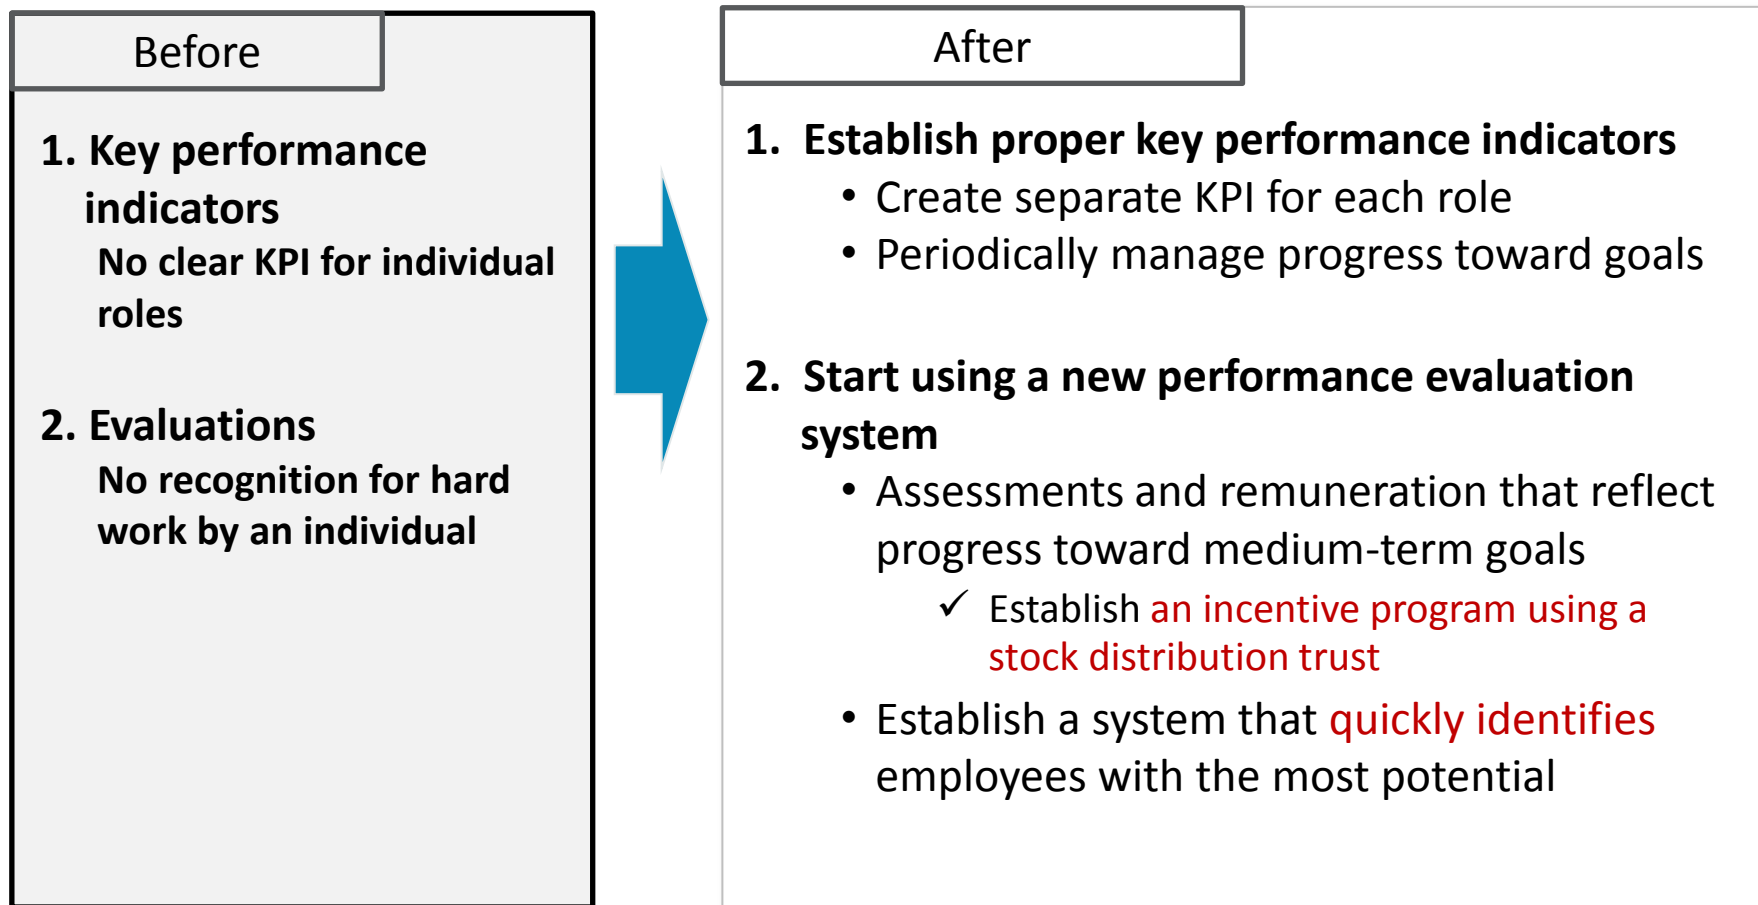 Before
1. Key performance
indicators
No clear KPI for individual
roles
2. Evaluations
No recognition for hard
work by an individual
After
1. Establish proper key performance indicators
• Create separate KPI for each role
• Periodically manage progress toward goals
2. Start using a new performance evaluation
system
• Assessments and remuneration that reflect
progress toward medium-term goals
✓ Establish an incentive program using a
stock distribution trust
• Establish a system that quickly identifies
employees with the most potential